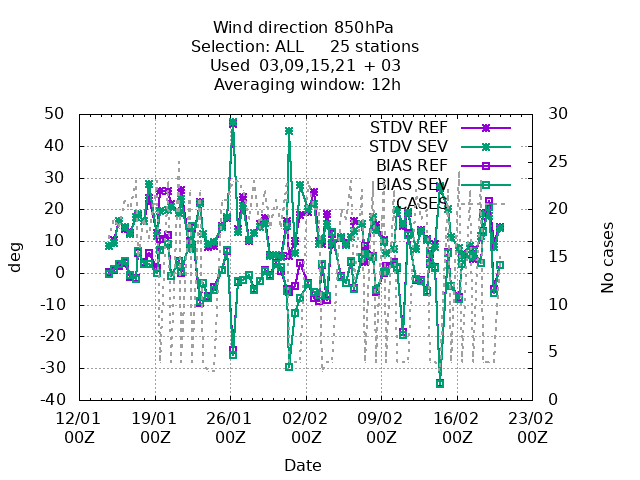 Wind direction 850hPa
Selection: ALL     25 stations
Used 03,09,15,21 + 03
Averaging window: 12h
50 30
STDV REF
40 25
STDV SEV
30 BIAS REF
BIAS SEV
20 CASES 20
10 15
0
-10 10
-20
-30 5
-40 0
deg
No cases
12/01 19/01 26/01 02/02 09/02 16/02 23/02
00Z 00Z 00Z 00Z 00Z 00Z 00Z
Date